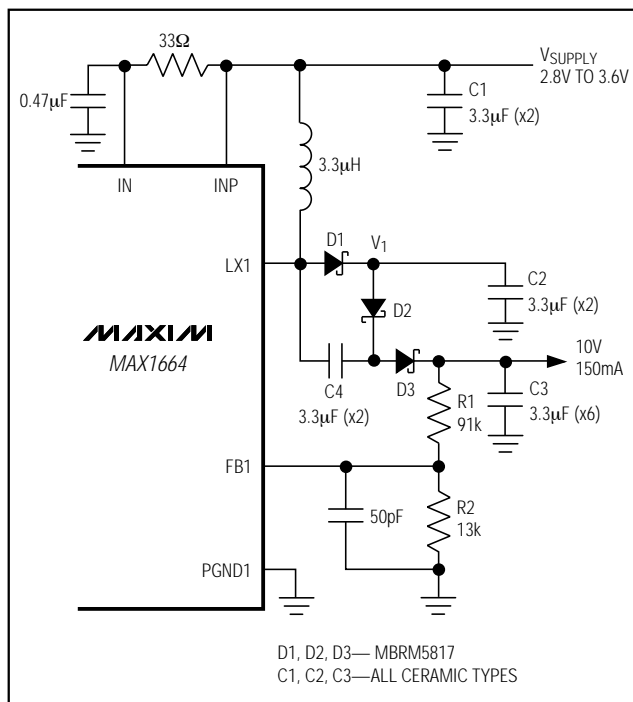 33Ω
VSUPPLY
2.8V TO 3.6V
0.47μF
C1
3.3μF (x2)
3.3μH
IN
INP
LX1
D1
V1
C2
3.3μF (x2)
D2
MAXIM
MAX1664
10V
150mA
C4
3.3μF (x2)
D3
R1
91k
C3
3.3μF (x6)
FB1
50pF
R2
13k
PGND1
D1, D2, D3— MBRM5817
C1, C2, C3—ALL CERAMIC TYPES